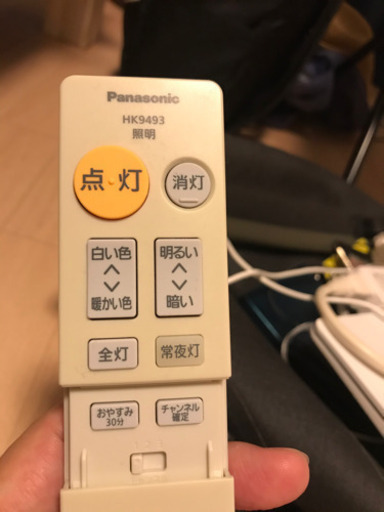 Panasonic
HK9493
照明
点灯
消灯
白い色
暖かい色
明るい
暗い
全灯
常夜灯
おやすみ
30分
チャンネル
確定